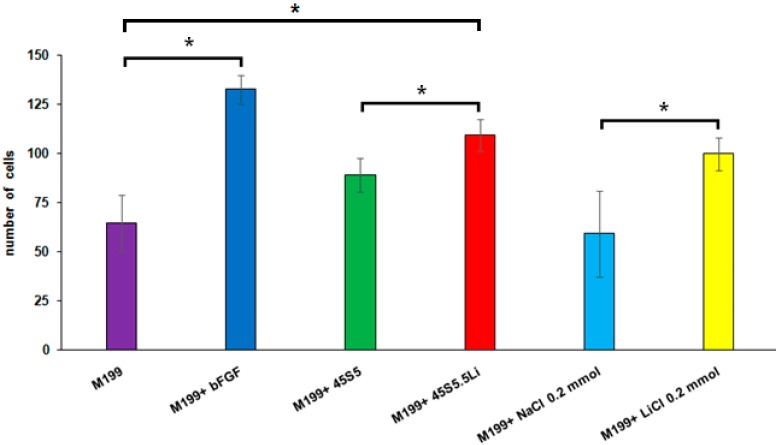 *
*
*
*
150
125
100
75
50
25
0
number of cells
M199
M199+ bFGF
M199+ 45S5
M199+ 45S5.5Li
M199+ NaCl 0.2 mmol
M199+ LiCl 0.2 mmol